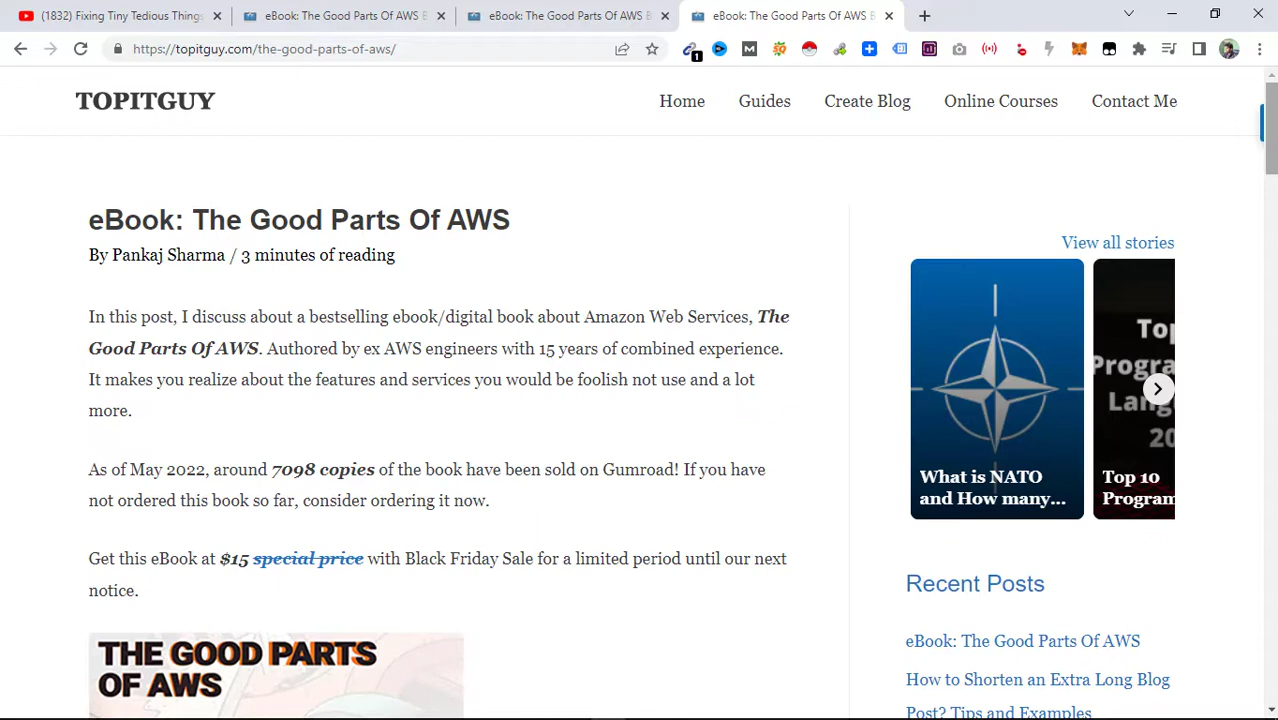 (1832) Fixing Tiny Tedious Things
eBook: The Good Parts Of AWS B
eBook: The Good Parts Of AWS B
eBook: The Good Parts Of AWS B
https://topitguy.com/the-good-parts-of-aws/
1
TOPITGUY
Home
Guides
Create Blog
Online Courses
Contact Me
eBook: The Good Parts Of AWS
By Pankaj Sharma / 3 minutes of reading
In this post, I discuss about a bestselling ebook/digital book about Amazon Web Services, The
Good Parts Of AWS. Authored by ex AWS engineers with 15 years of combined experience.
It makes you realize about the features and services you would be foolish not use and a lot
more.
As of May 2022, around 7098 copies of the book have been sold on Gumroad! If you have
not ordered this book so far, consider ordering it now.
Get this eBook at $15 special price with Black Friday Sale for a limited period until our next
notice.
THE GOOD PARTS
OF AWS
View all stories
What is NATO
and How many...
Top 10
Program
Recent Posts
eBook: The Good Parts Of AWS
How to Shorten an Extra Long Blog
Post? Tips and Examples